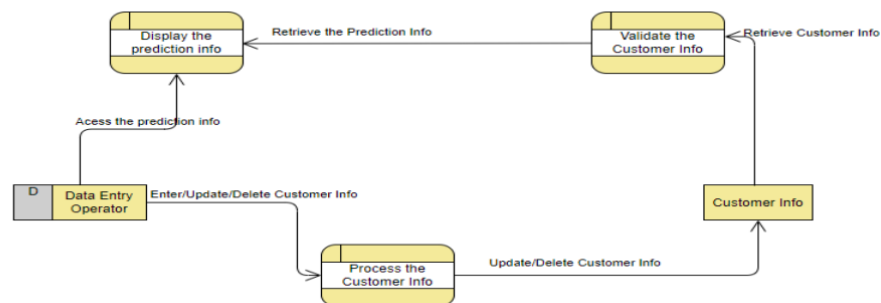 Display the
prediction info
Retrieve the Prediction Info
Validate the
Customer Info
Retrieve Customer Info
Acess the prediction info
D
Data Entry
Operator
Enter/Update/Delete Customer Info
Customer Info
Process the
Customer Info
Update/Delete Customer Info